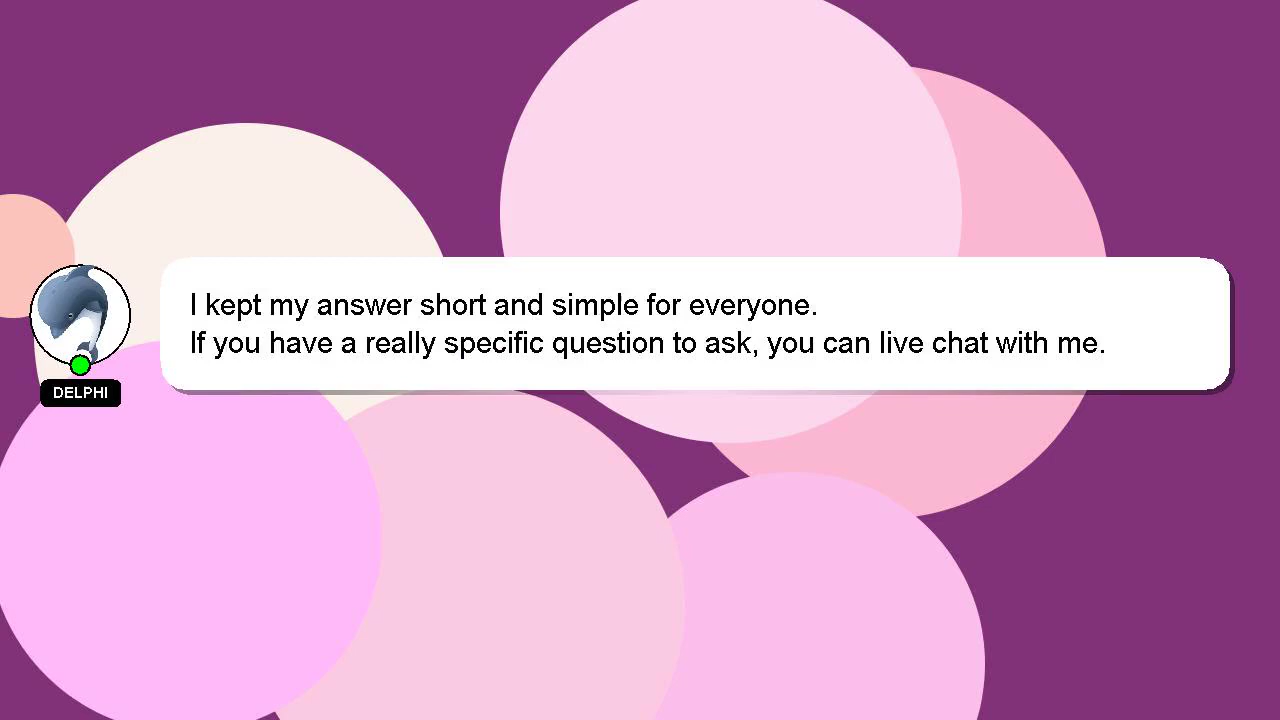 I kept my answer short and simple for everyone.
If you have a really specific question to ask, you can live chat with me.
DELPHI